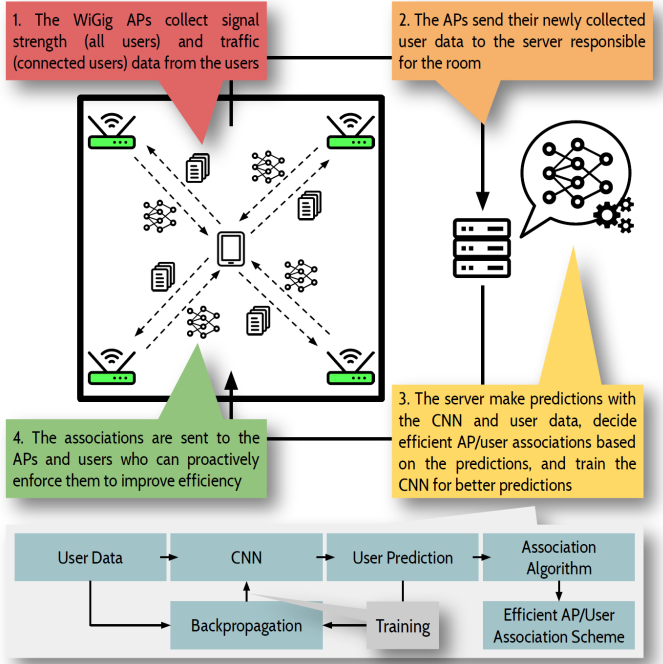 1. The WiGig APs collect signal
strength (all users) and traffic
(connected users) data from the users
2. The APs send their newly collected
user data to the server responsible
for the room
3. The server make predictions with
the CNN and user data, decide
efficient AP/user associations based
on the predictions, and train the
CNN for better predictions
4. The associations are sent to the
APs and users who can proactively
enforce them to improve efficiency
User Data
CNN
User Prediction
Association
Algorithm
Backpropagation
Training
Efficient AP/User
Association Scheme